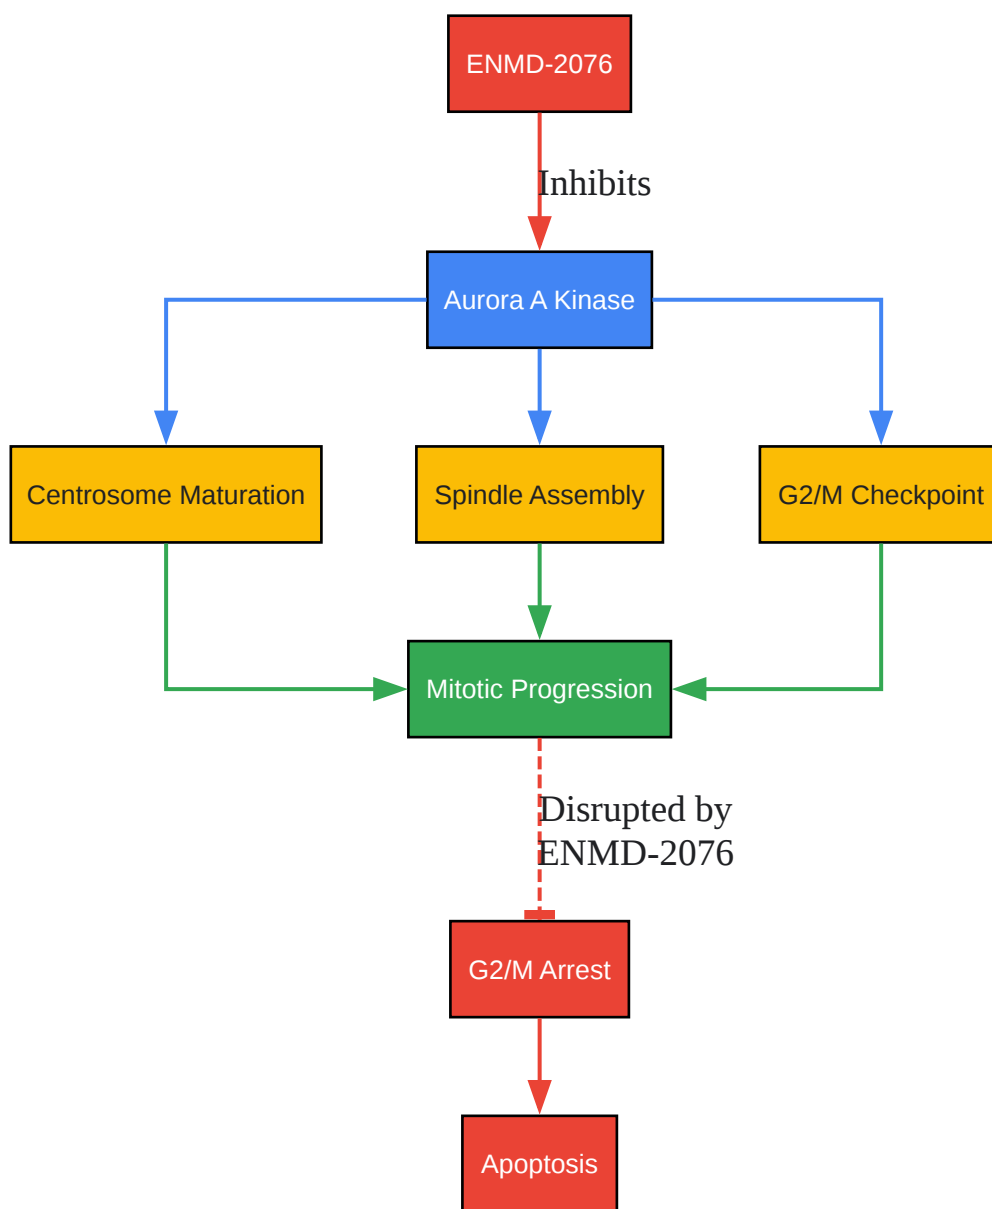 ENMD-2076
Inhibits
Aurora A Kinase
Centrosome Maturation
Spindle Assembly
G2/M Checkpoint
Mitotic Progression
Disrupted by
ENMD-2076
G2/M Arrest
Apoptosis